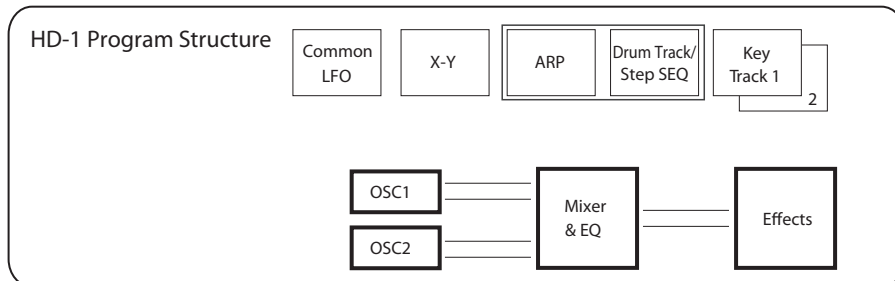 HD-1 Program Structure
Common
LFO
X-Y
ARP
Drum Track/
Step SEQ
Key
Track 1
2
OSC1
OSC2
Mixer
& EQ
Effects